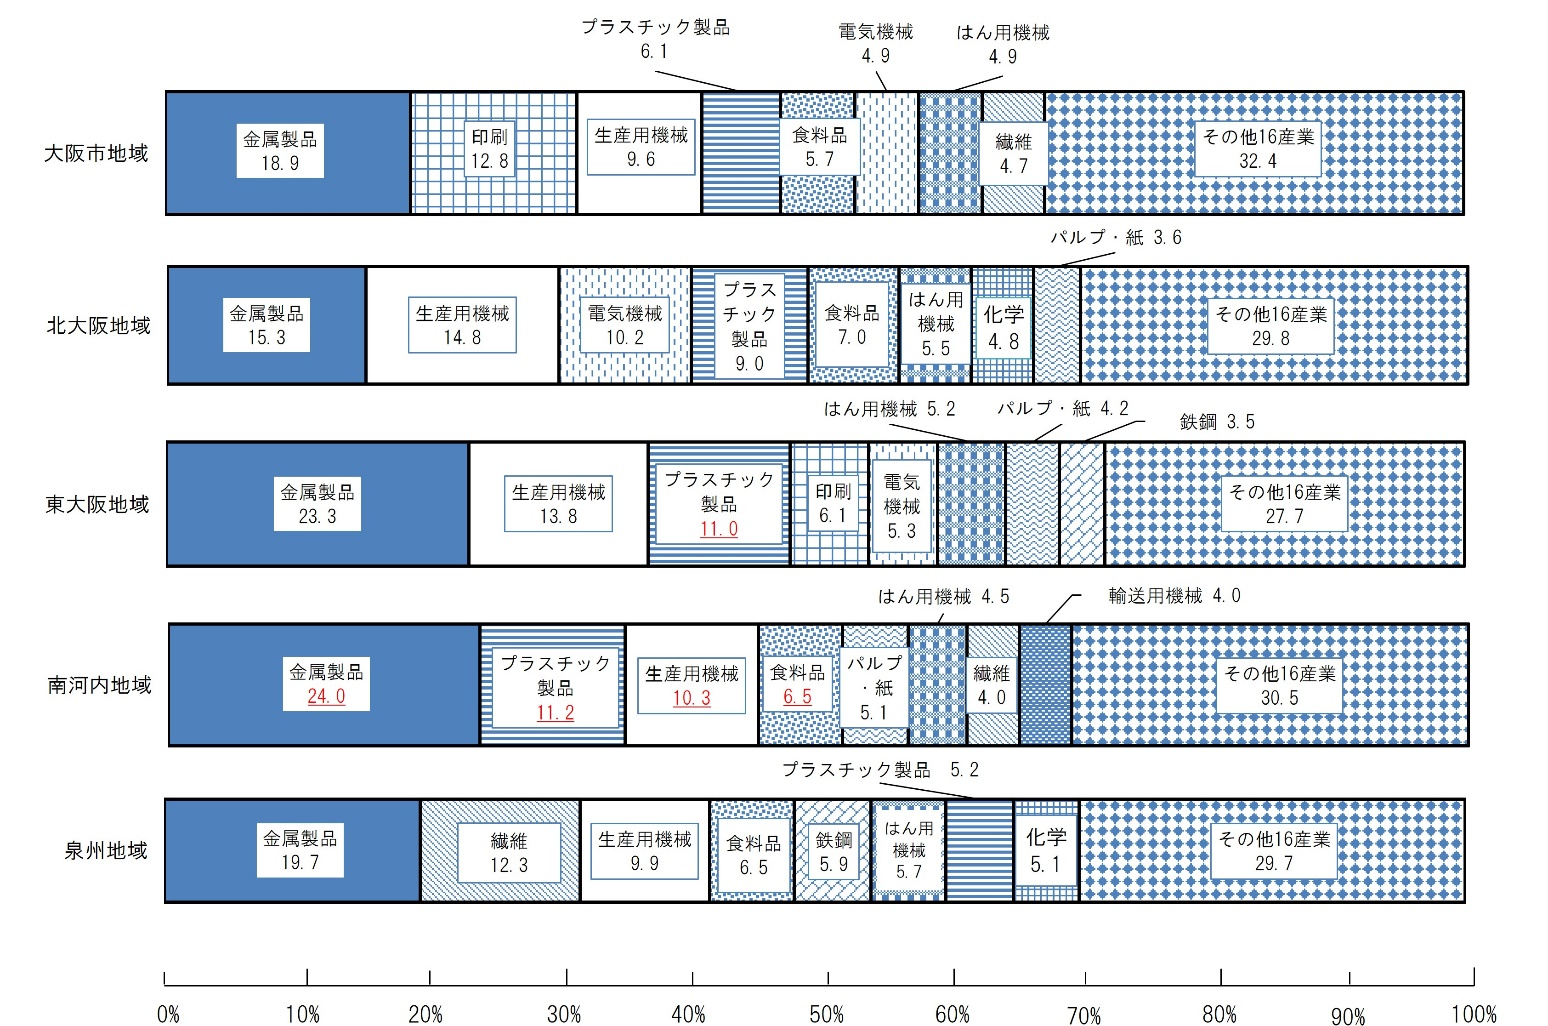 プラスチック製品
6.1
電気機械
4.9
はん用機械
4.9
大阪市地域
金属製品
18.9
印刷
12.8
生産用機械
9.6
食料品
5.7
繊維
4.7
その他16産業
32.4
パルプ・紙 3.6
北大阪地域
金属製品
15.3
生産用機械
14.8
電気機械
10.2
プラス
チック
製品
9.0
食料品
7.0
はん用
機械
5.5
化学
4.8
その他16産業
29.8
はん用機械 5.2
パルプ・紙 4.2
鉄鋼 3.5
東大阪地域
金属製品
23.3
生産用機械
13.8
プラスチック
製品
11.0
印刷
6.1
電気
機械
5.3
その他16産業
27.7
はん用機械 4.5
輸送用機械 4.0
南河内地域
金属製品
24.0
プラスチック
製品
11.2
生産用機械
10.3
食料品
6.5
パルプ
・紙
5.1
繊維
4.0
その他16産業
30.5
プラスチック製品 5.2
泉州地域
金属製品
19.7
繊維
12.3
生産用機械
9.9
食料品
6.5
鉄鋼
5.9
はん用
機械
5.7
化学
5.1
その他16産業
29.7
0% 10% 20% 30% 40% 50% 60% 70% 80% 90% 100%